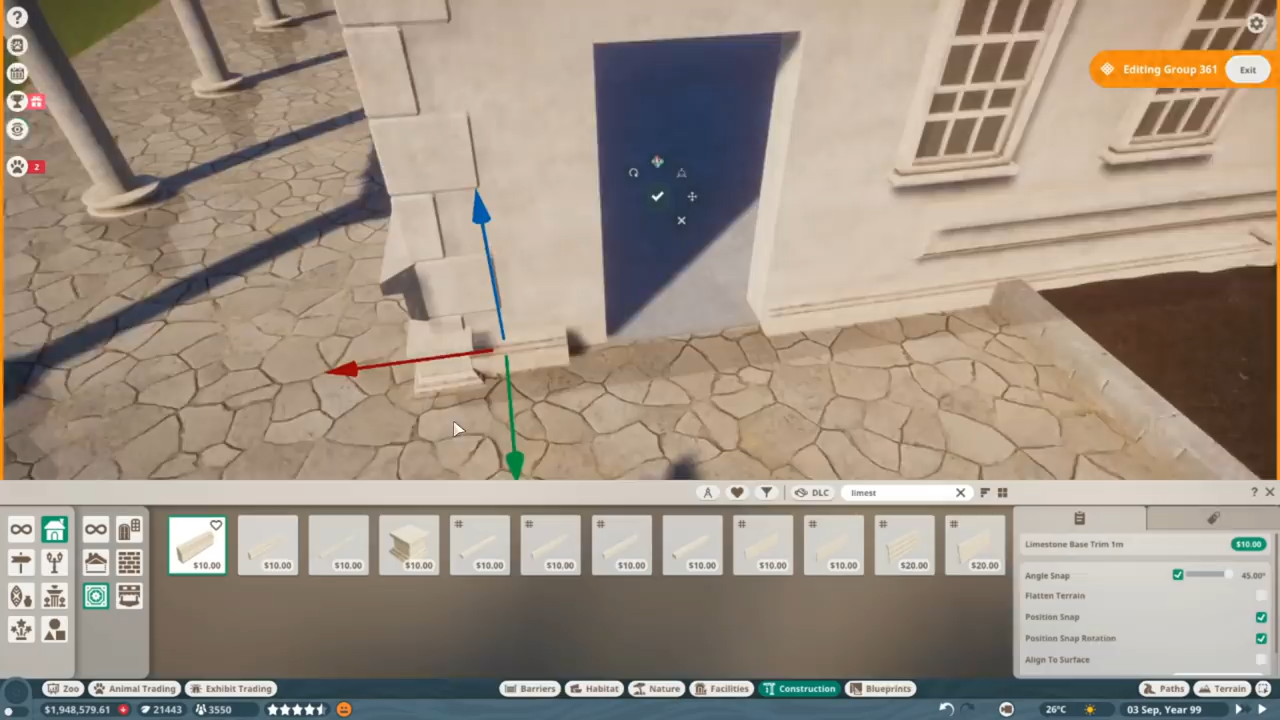 ?
Editing Group 361
Exit
2
DLC
limest
?
$10.00
$10.00
$10.00
$10.00
#
$10.00
#
$10.00
#
$10.00
$10.00
#
$10.00
#
$10.00
#
$20.00
#
$20.00
Limestone Base Trim 1m
$10.00
Angle Snap
45.00°
Flatten Terrain
Position Snap
Position Snap Rotation
Align To Surface
Zoo
Animal Trading
Exhibit Trading
Barriers
Habitat
Nature
Facilities
Construction
Blueprints
Paths
Terrain
$1,948,579.61
21443
3550
26°C
03 Sep, Year 99